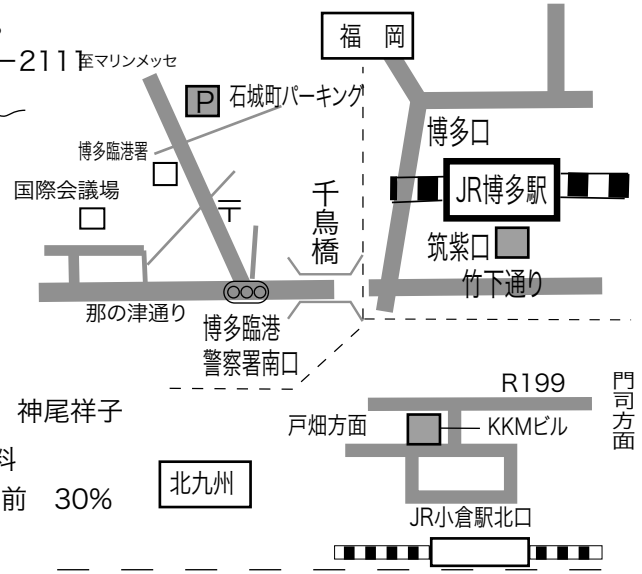 －2111
至マリンメッセ
福　岡
P
石城町パーキング
博多口
博多臨港署
国際会議場
〒
千鳥橋
JR博多駅
筑紫口
竹下通り
那の津通り
博多臨港
警察署南口
R199
門司方面
神尾祥子
戸畑方面
KKMビル
料
前　30%
北九州
JR小倉駅北口